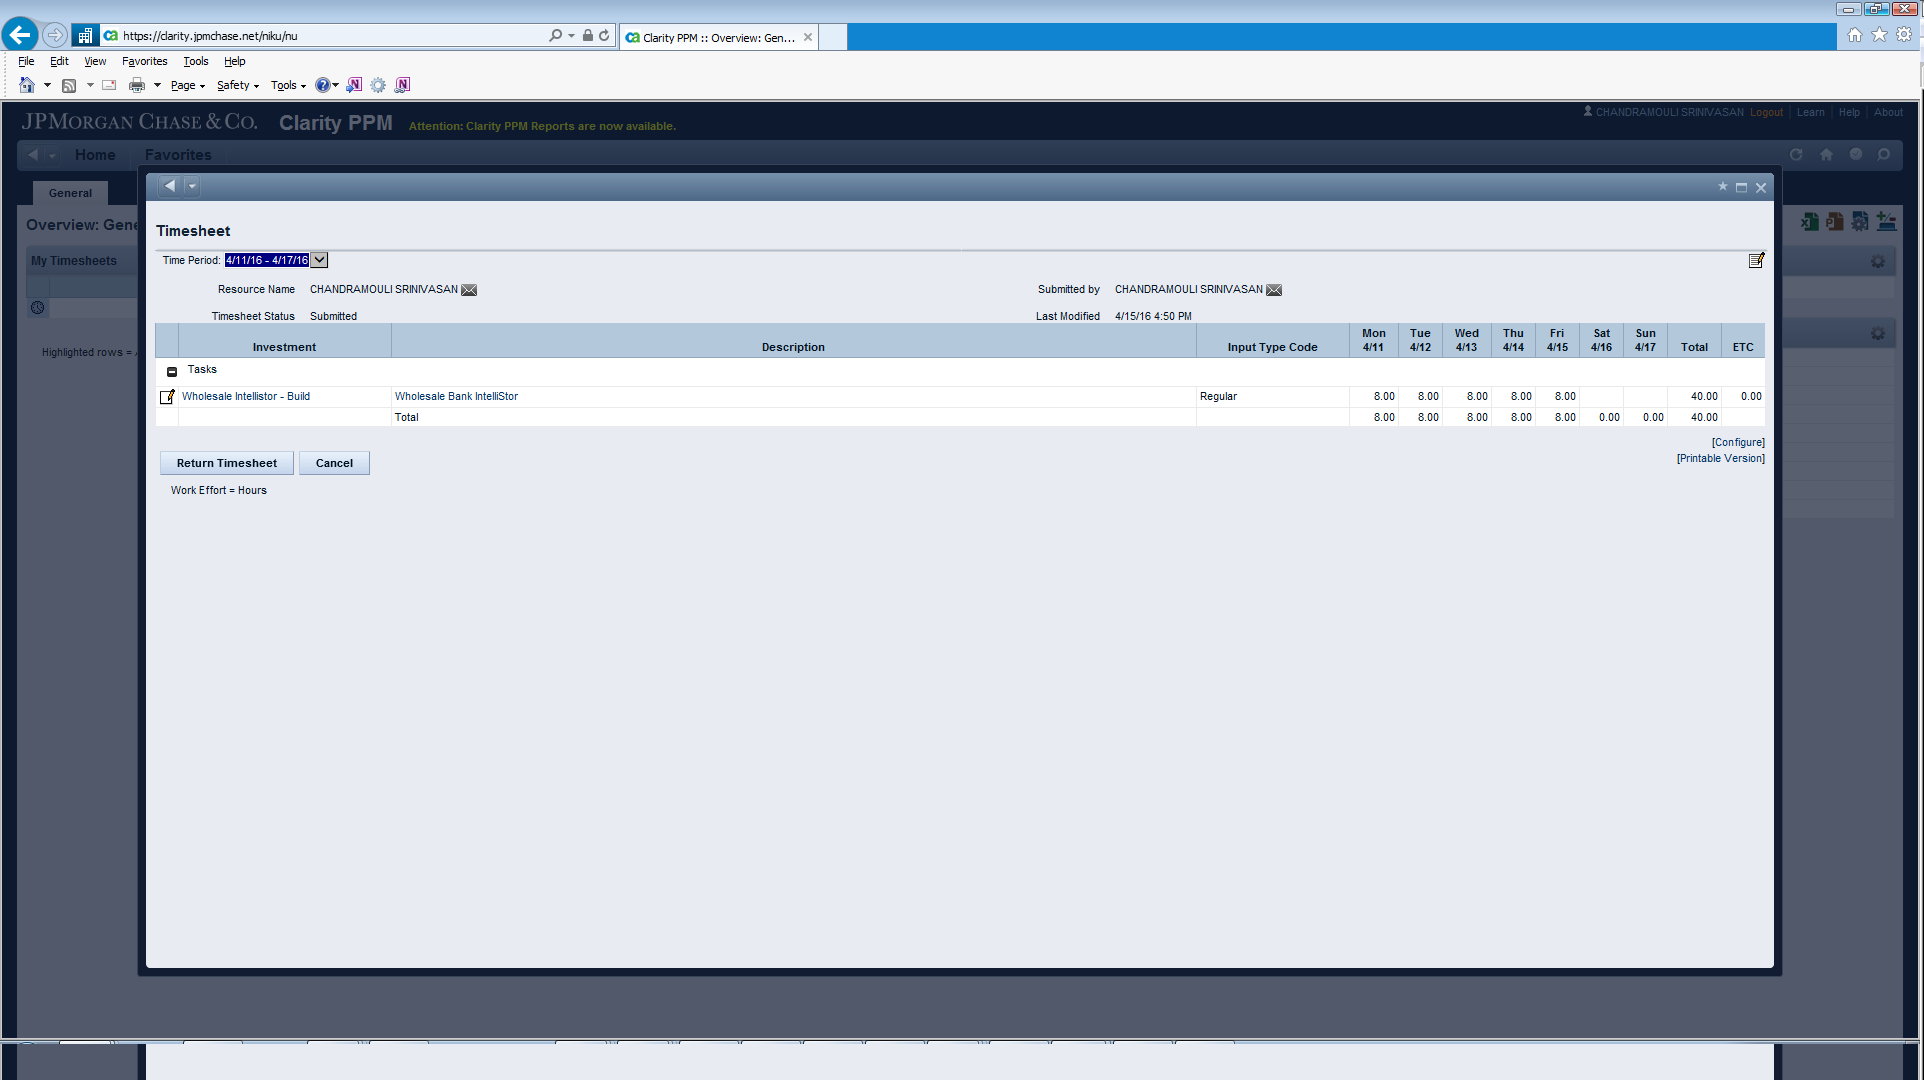 https://clarity.jpmchase.net/niku/nu
Clarity PPM :: Overview: Gen...
File Edit View Favorites Tools Help
Page Safety Tools
JPMORGAN CHASE & CO. Clarity PPM Attention: Clarity PPM Reports are now available.
CHANDRAMOULI SRINIVASAN Logout Learn Help About
Home Favorites
General
Overview: Gene
My Timesheets
Highlighted rows =
Timesheet
Time Period: 4/11/16 - 4/17/16
Resource Name CHANDRAMOULI SRINIVASAN Submitted by CHANDRAMOULI SRINIVASAN
Timesheet Status Submitted Last Modified 4/15/16 4:50 PM
Investment Description Input Type Code Mon 4/11 Tue 4/12 Wed 4/13 Thu 4/14 Fri 4/15 Sat 4/16 Sun 4/17 Total ETC
Tasks
Wholesale Intellistor - Build Wholesale Bank IntelliStor Regular 8.00 8.00 8.00 8.00 8.00 40.00 0.00
Total 8.00 8.00 8.00 8.00 8.00 0.00 0.00 40.00
[Configure]
[Printable Version]
Return Timesheet Cancel
Work Effort = Hours